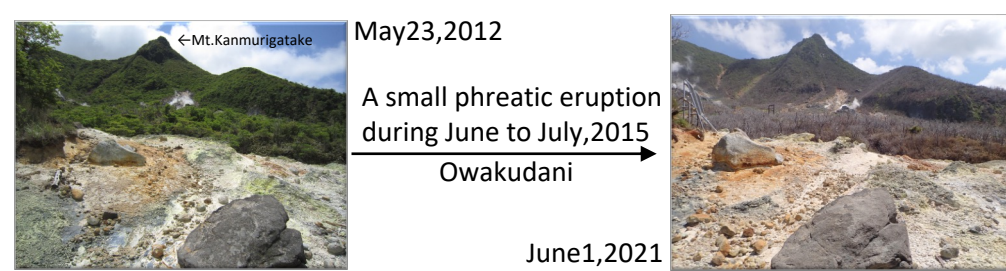 ←Mt.Kanmurigatake
May23,2012
A small phreatic eruption
during June to July,2015
Owakudani
June1,2021